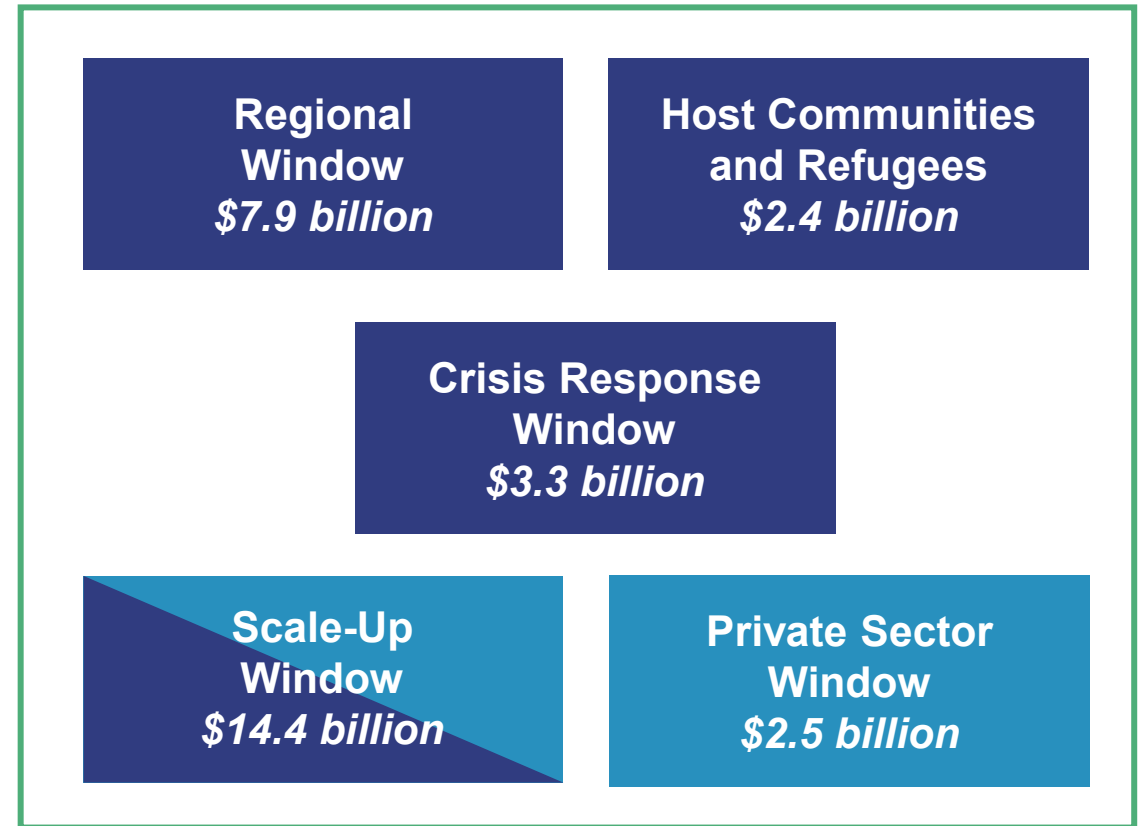 Regional
Window
$7.9 billion
Host Communities
and Refugees
$2.4 billion
Crisis Response
Window
$3.3 billion
Scale-Up
Window
$14.4 billion
Private Sector
Window
$2.5 billion